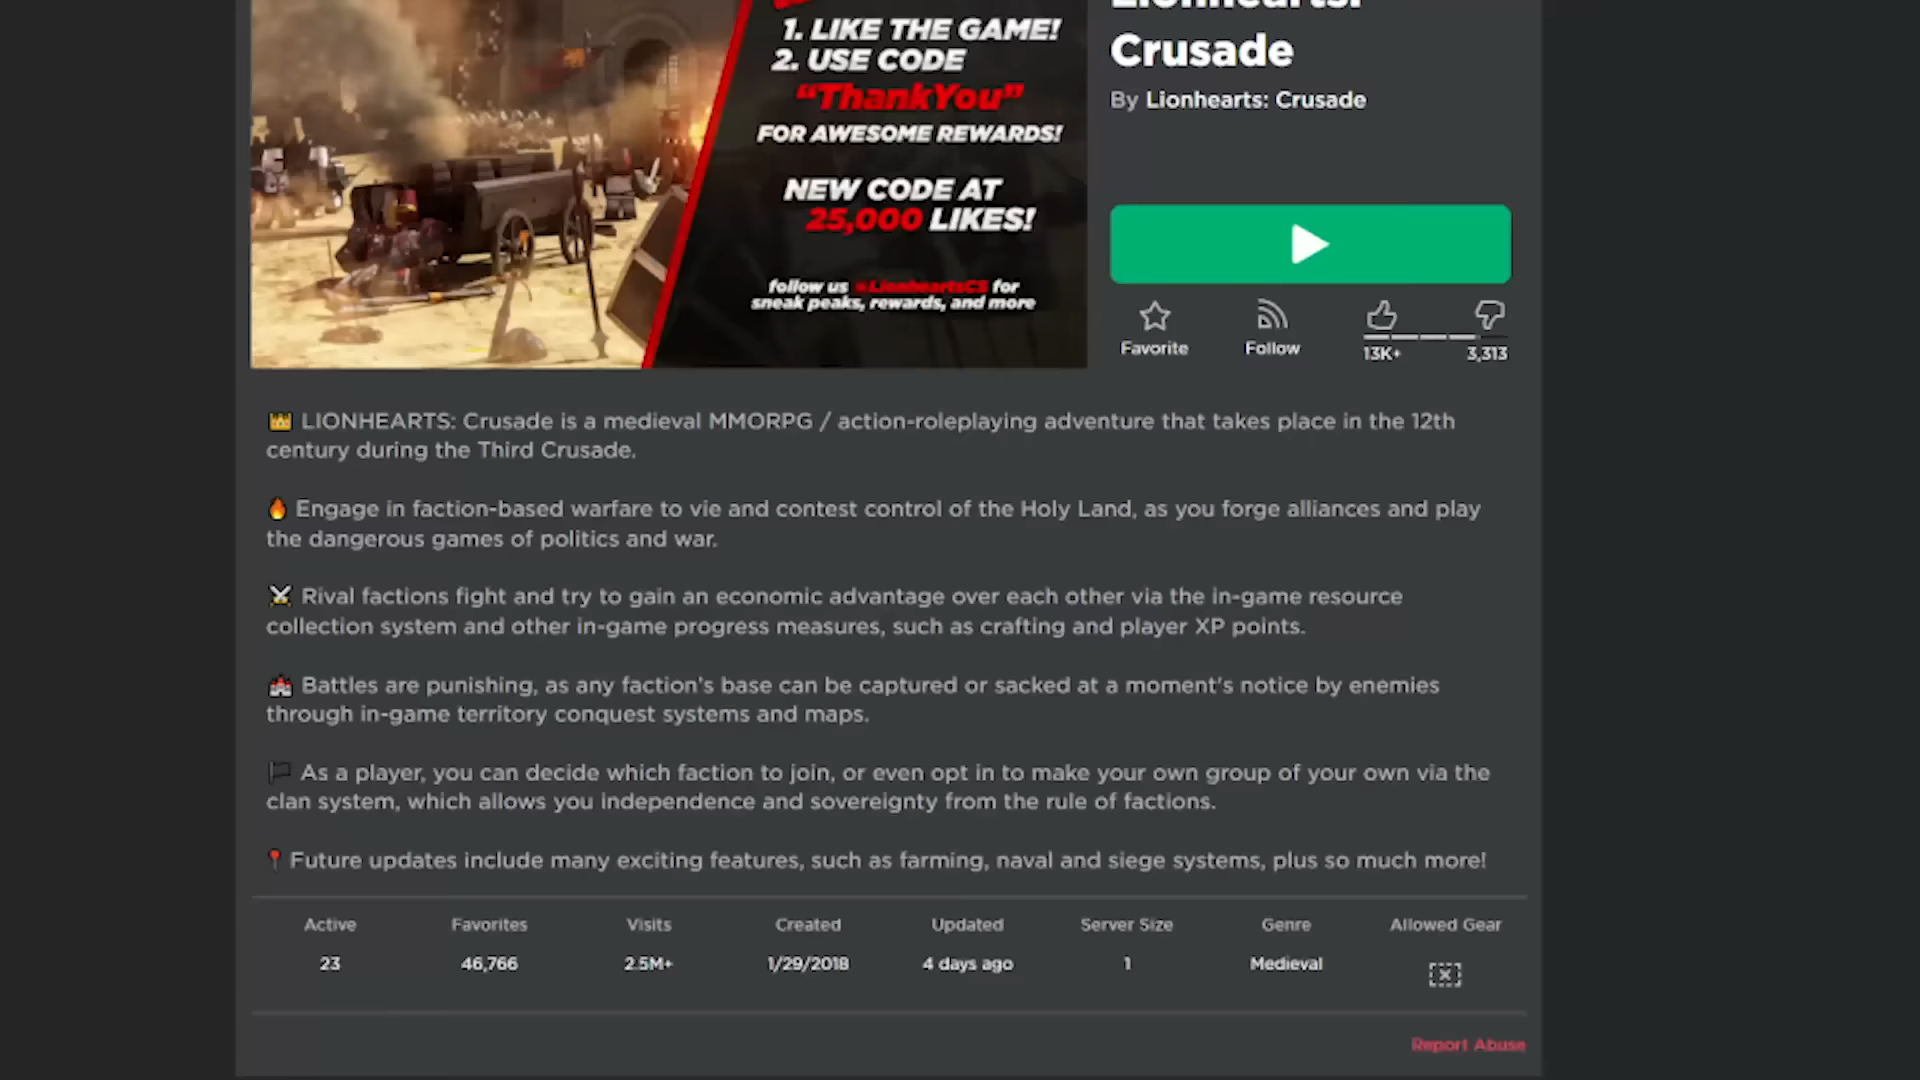 1. LIKE THE GAME!
2. USE CODE
"ThankYou"
FOR AWESOME REWARDS!
NEW CODE AT
25,000 LIKES!
follow us @LionheartsCS for
sneak peaks, rewards, and more
Lionhearts:
Crusade
By Lionhearts: Crusade
Favorite
Follow
13K+
3,313
👑 LIONHEARTS: Crusade is a medieval MMORPG / action-roleplaying adventure that takes place in the 12th
century during the Third Crusade.
🔥 Engage in faction-based warfare to vie and contest control of the Holy Land, as you forge alliances and play
the dangerous games of politics and war.
⚔ Rival factions fight and try to gain an economic advantage over each other via the in-game resource
collection system and other in-game progress measures, such as crafting and player XP points.
🏰 Battles are punishing, as any faction's base can be captured or sacked at a moment's notice by enemies
through in-game territory conquest systems and maps.
🏴 As a player, you can decide which faction to join, or even opt in to make your own group of your own via the
clan system, which allows you independence and sovereignty from the rule of factions.
📍 Future updates include many exciting features, such as farming, naval and siege systems, plus so much more!
Active Favorites Visits Created Updated Server Size Genre Allowed Gear
23 46,766 2.5M+ 1/29/2018 4 days ago 1 Medieval
Report Abuse